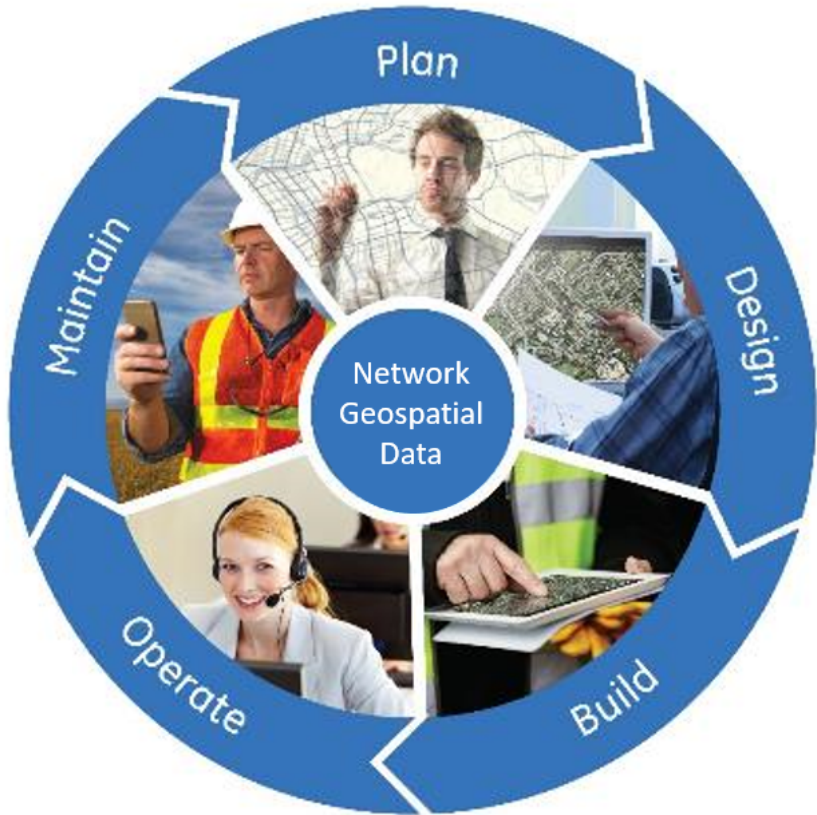 Plan
Design
Build
Operate
Maintain
Network
Geospatial
Data